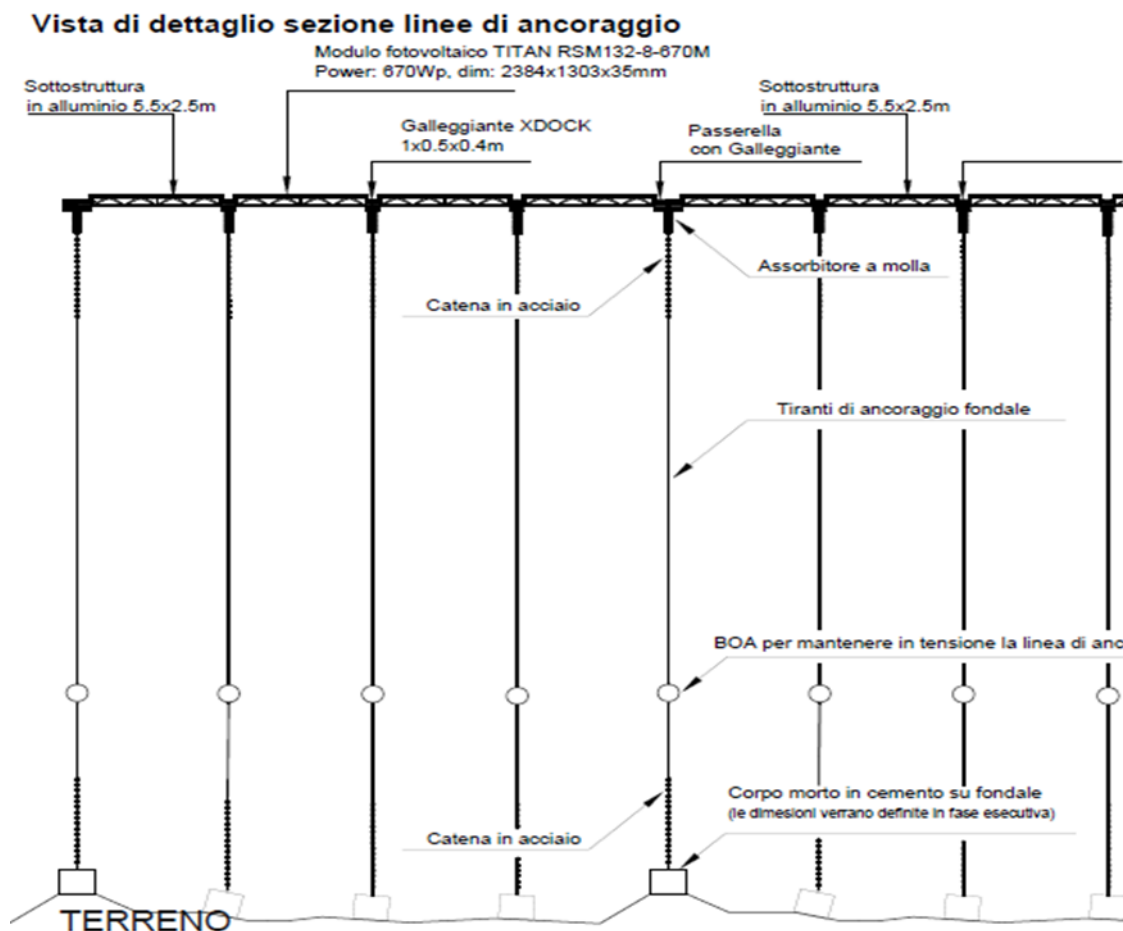 Vista di dettaglio sezione linee di ancoraggio
Modulo fotovoltaico TITAN RSM132-8-670M
Power: 670Wp, dim: 2384x1303x35mm
Sottostruttura
in alluminio 5.5x2.5m
Sottostruttura
in alluminio 5.5x2.5m
Galleggiante XDOCK
1x0.5x0.4m
Passerella
con Galleggiante
Assorbitore a molla
Catena in acciaio
Tiranti di ancoraggio fondale
BOA per mantenere in tensione la linea di anc
Corpo morto in cemento su fondale
(le dimesioni verrano definite in fase esecutiva)
Catena in acciaio
TERRENO